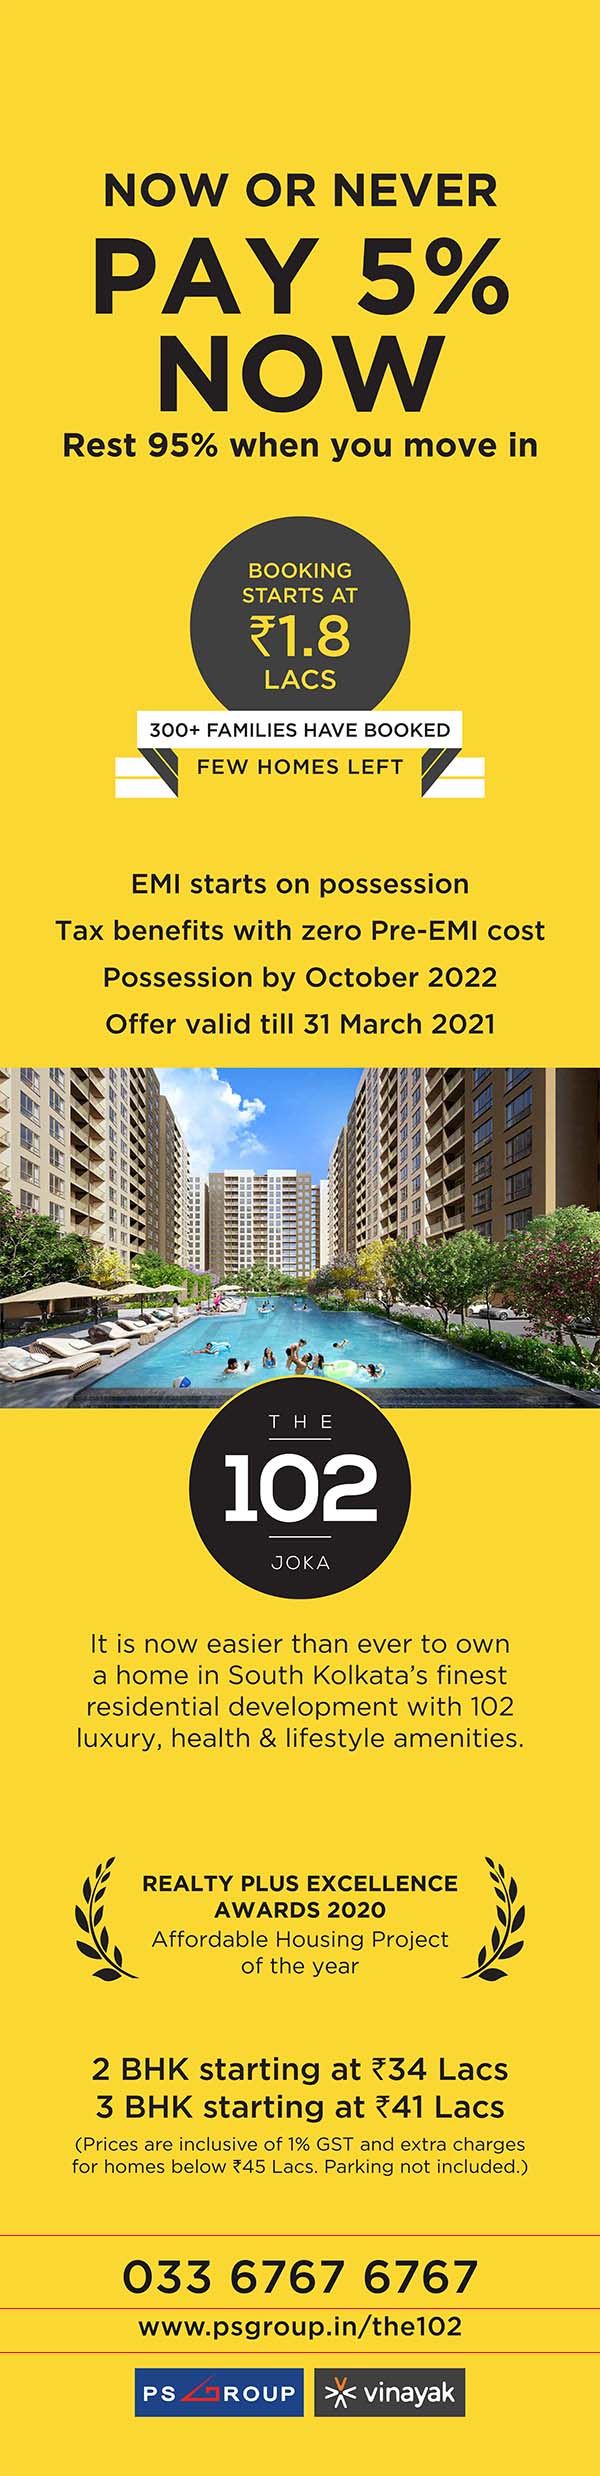 NOW OR NEVER
PAY 5%
NOW
Rest 95% when you move in
BOOKING
STARTS AT
₹1.8
LACS
300+ FAMILIES HAVE BOOKED
FEW HOMES LEFT
EMI starts on possession
Tax benefits with zero Pre-EMI cost
Possession by October 2022
Offer valid till 31 March 2021
THE
102
JOKA
It is now easier than ever to own
a home in South Kolkata's finest
residential development with 102
luxury, health & lifestyle amenities.
REALTY PLUS EXCELLENCE
AWARDS 2020
Affordable Housing Project
of the year
2 BHK starting at ₹34 Lacs
3 BHK starting at ₹41 Lacs
(Prices are inclusive of 1% GST and extra charges
for homes below ₹45 Lacs. Parking not included.)
033 6767 6767
www.psgroup.in/the102
PS GROUP vinayak